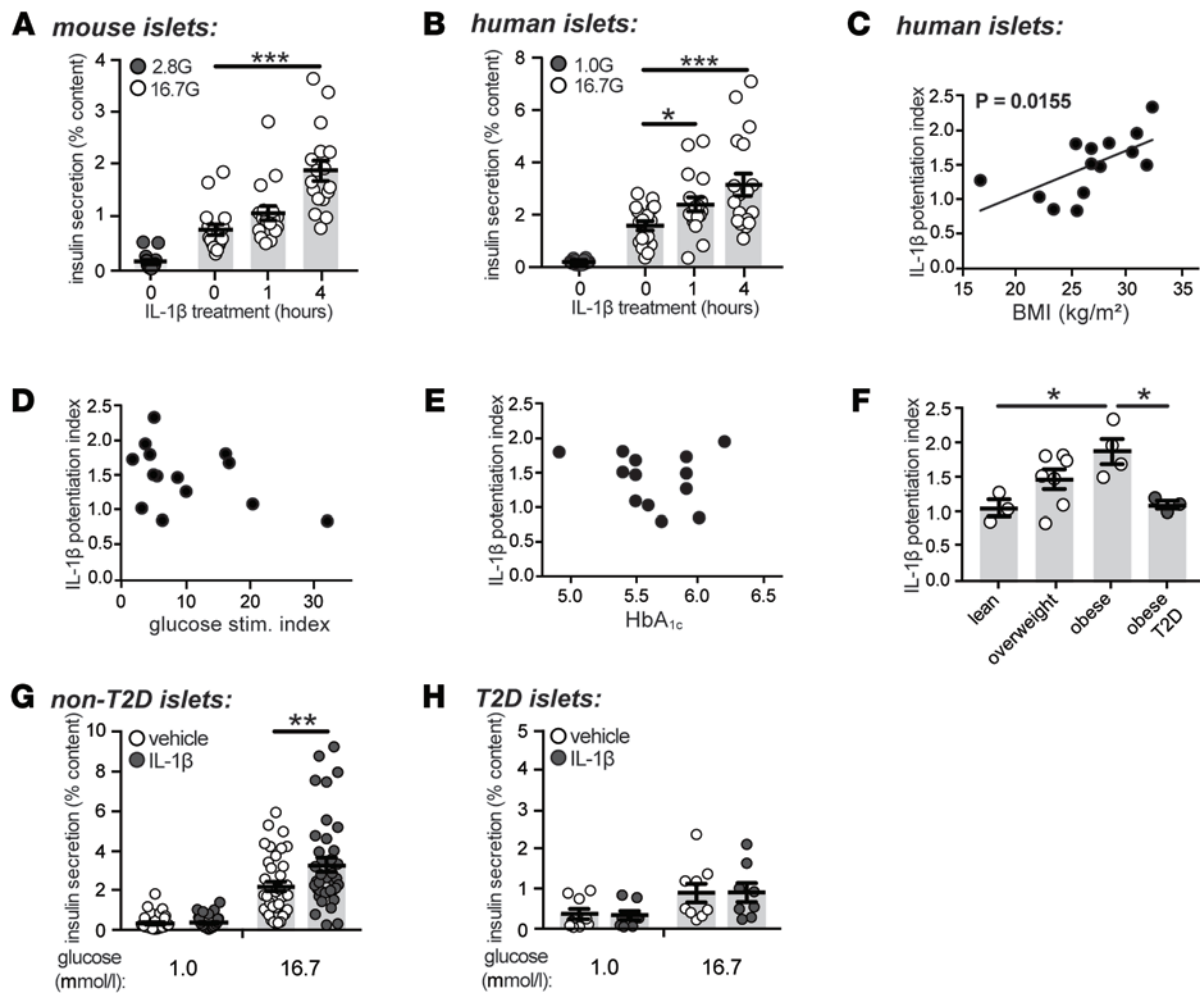 A mouse islets:
insulin secretion (% content)
4
3
2
1
0
2.8G
16.7G
***
0 0 1 4
IL-1β treatment (hours)
B human islets:
insulin secretion (% content)
8
6
4
2
0
1.0G
16.7G
*
***
0 0 1 4
IL-1β treatment (hours)
C human islets:
IL-1β potentiation index
2.5
2.0
1.5
1.0
0.5
0.0
P = 0.0155
15 20 25 30 35
BMI (kg/m²)
D
IL-1β potentiation index
2.5
2.0
1.5
1.0
0.5
0.0
0 10 20 30
glucose stim. index
E
IL-1β potentiation index
2.5
2.0
1.5
1.0
0.5
0.0
5.0 5.5 6.0 6.5
HbA1c
F
IL-1β potentiation index
2.5
2.0
1.5
1.0
0.5
0.0
* *
lean
overweight
obese
obese
T2D
G non-T2D islets:
insulin secretion (% content)
10
8
6
4
2
0
vehicle
IL-1β
**
glucose
(mmol/l):
1.0 16.7
H T2D islets:
insulin secretion (% content)
5
4
3
2
1
0
vehicle
IL-1β
glucose
(mmol/l):
1.0 16.7